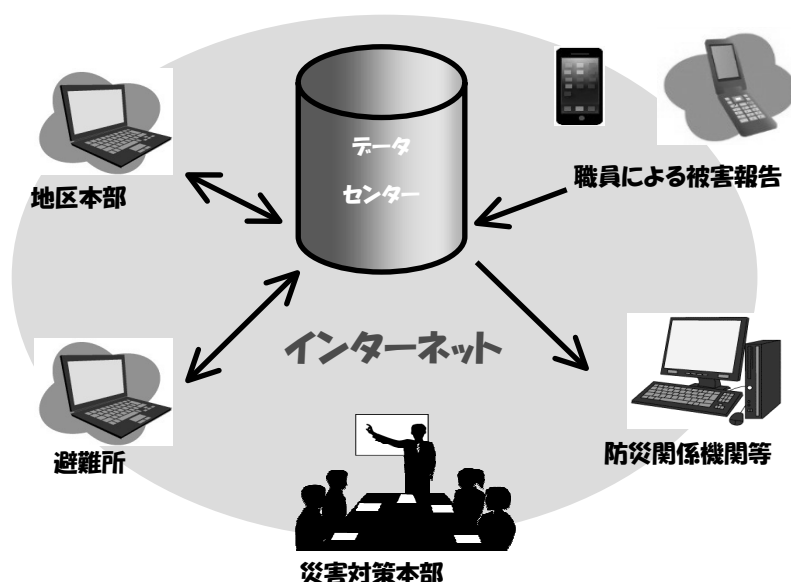 データ
センター
地区本部
職員による被害報告
インターネット
避難所
防災関係機関等
災害対策本部